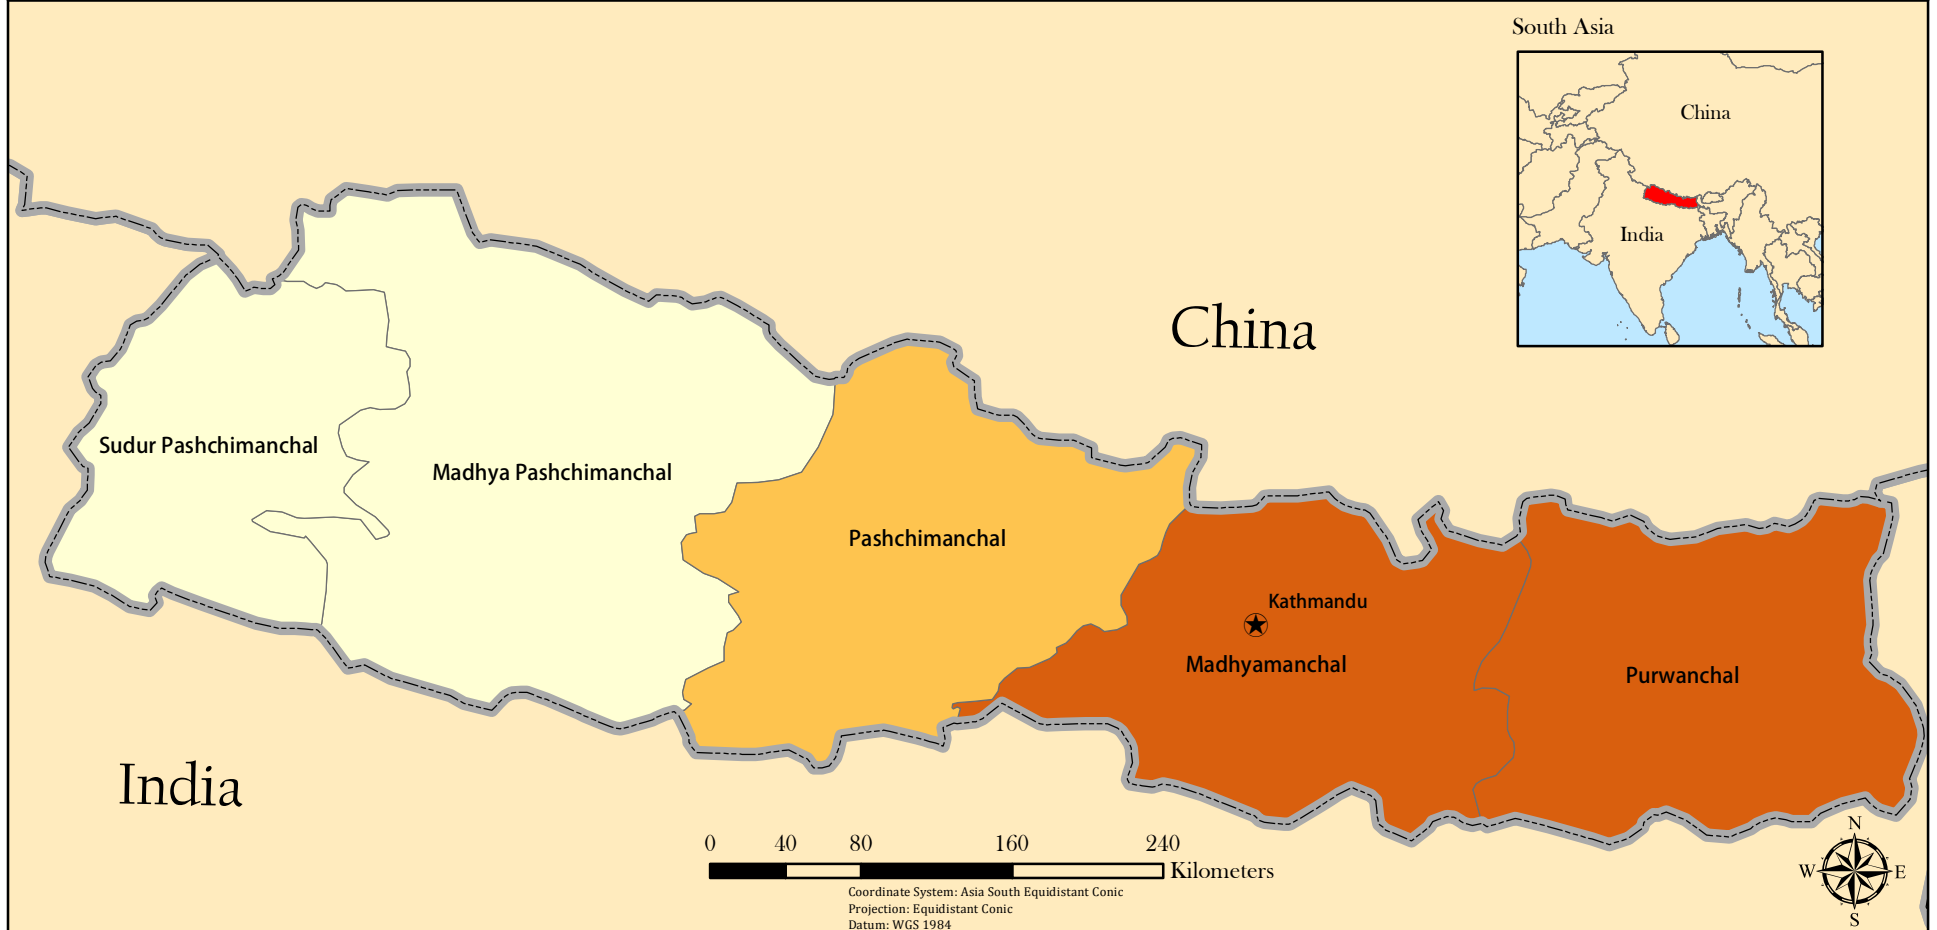 South Asia
China
India
China
Sudur Pashchimanchal
Madhya Pashchimanchal
Pashchimanchal
Kathmandu
Madhyamanchal
Purwanchal
India
0 40 80 160 240
Kilometers
Coordinate System: Asia South Equidistant Conic
Projection: Equidistant Conic
Datum: WGS 1984
N
W E
S